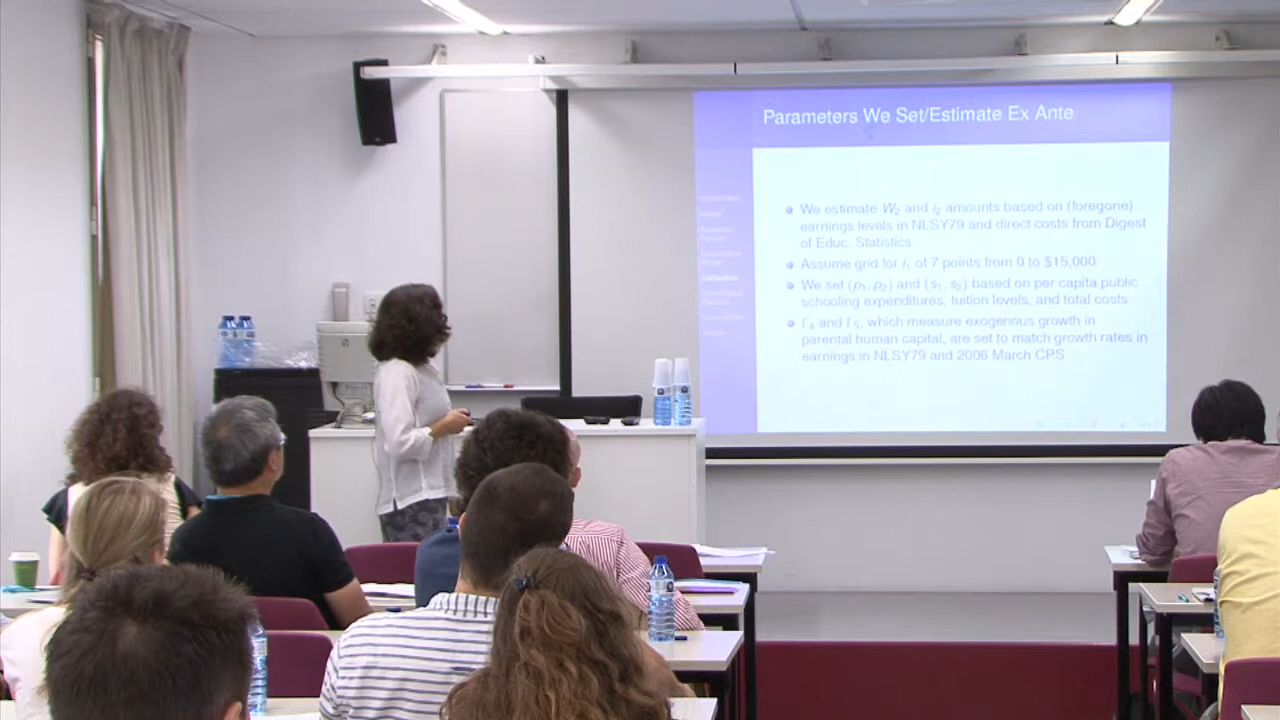 Parameters We Set/Estimate Ex Ante
We estimate W₂ and i₂ amounts based on (foregone)
earnings levels in NLSY79 and direct costs from Digest
of Educ. Statistics
Assume grid for i₁ of 7 points from 0 to $15,000
We set (p₁, p₂) and (s₁, s₂) based on per capita public
schooling expenditures, tuition levels, and total costs
Γ₄ and Γ₅, which measure exogenous growth in
parental human capital, are set to match growth rates in
earnings in NLSY79 and 2006 March CPS